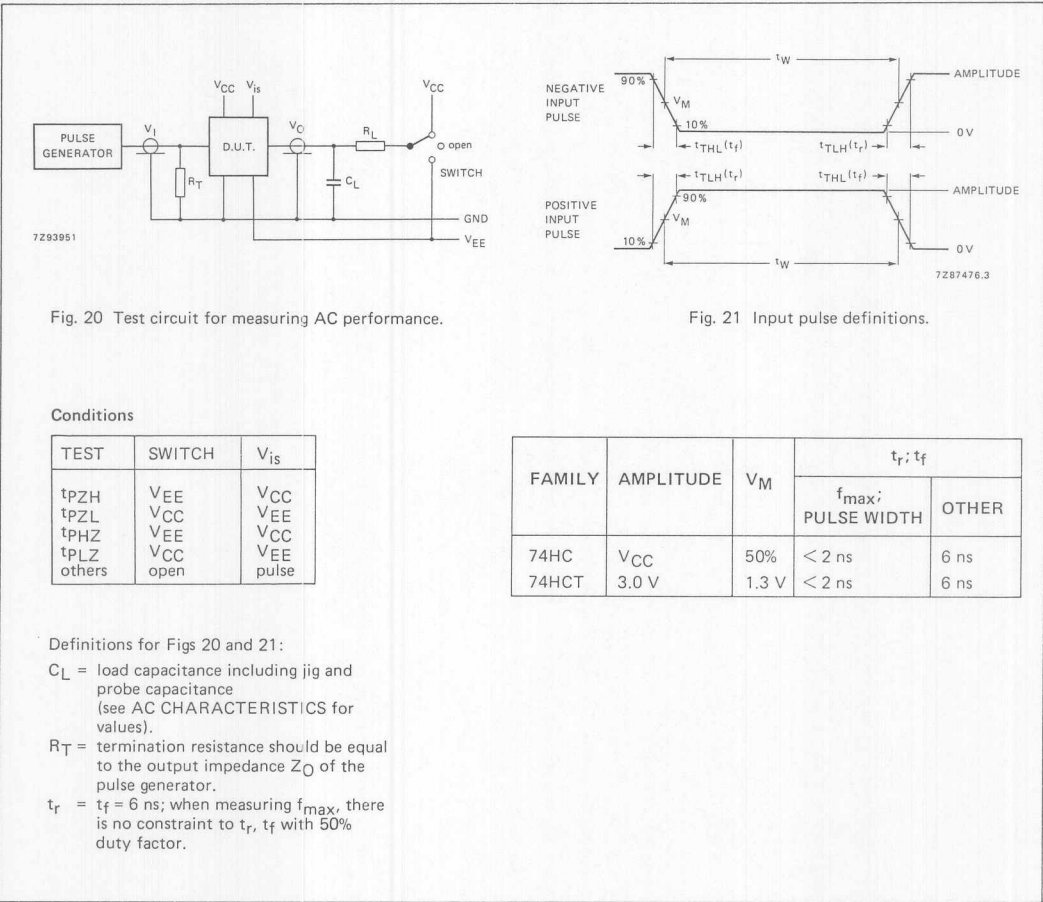 VCC Vis
PULSE
GENERATOR
VI
D.U.T.
VO
RL
VCC
open
SWITCH
RT
CL
GND
VEE
7Z93951
Fig. 20 Test circuit for measuring AC performance.
NEGATIVE
INPUT
PULSE
90%
tW
AMPLITUDE
VM
10%
0 V
tTHL(tf)
tTLH(tr)
tTLH(tr)
tTHL(tf)
POSITIVE
INPUT
PULSE
AMPLITUDE
90%
VM
10%
0 V
tW
7Z87476.3
Fig. 21 Input pulse definitions.
Conditions
TEST SWITCH Vis
tPZH VEE VCC
tPZL VCC VEE
tPHZ VEE VCC
tPLZ VCC VEE
others open pulse
FAMILY AMPLITUDE VM tr; tf
fmax;
PULSE WIDTH OTHER
74HC VCC 50% < 2 ns 6 ns
74HCT 3.0 V 1.3 V < 2 ns 6 ns
Definitions for Figs 20 and 21:
CL = load capacitance including jig and
probe capacitance
(see AC CHARACTERISTICS for
values).
RT = termination resistance should be equal
to the output impedance ZO of the
pulse generator.
tr = tf = 6 ns; when measuring fmax, there
is no constraint to tr, tf with 50%
duty factor.